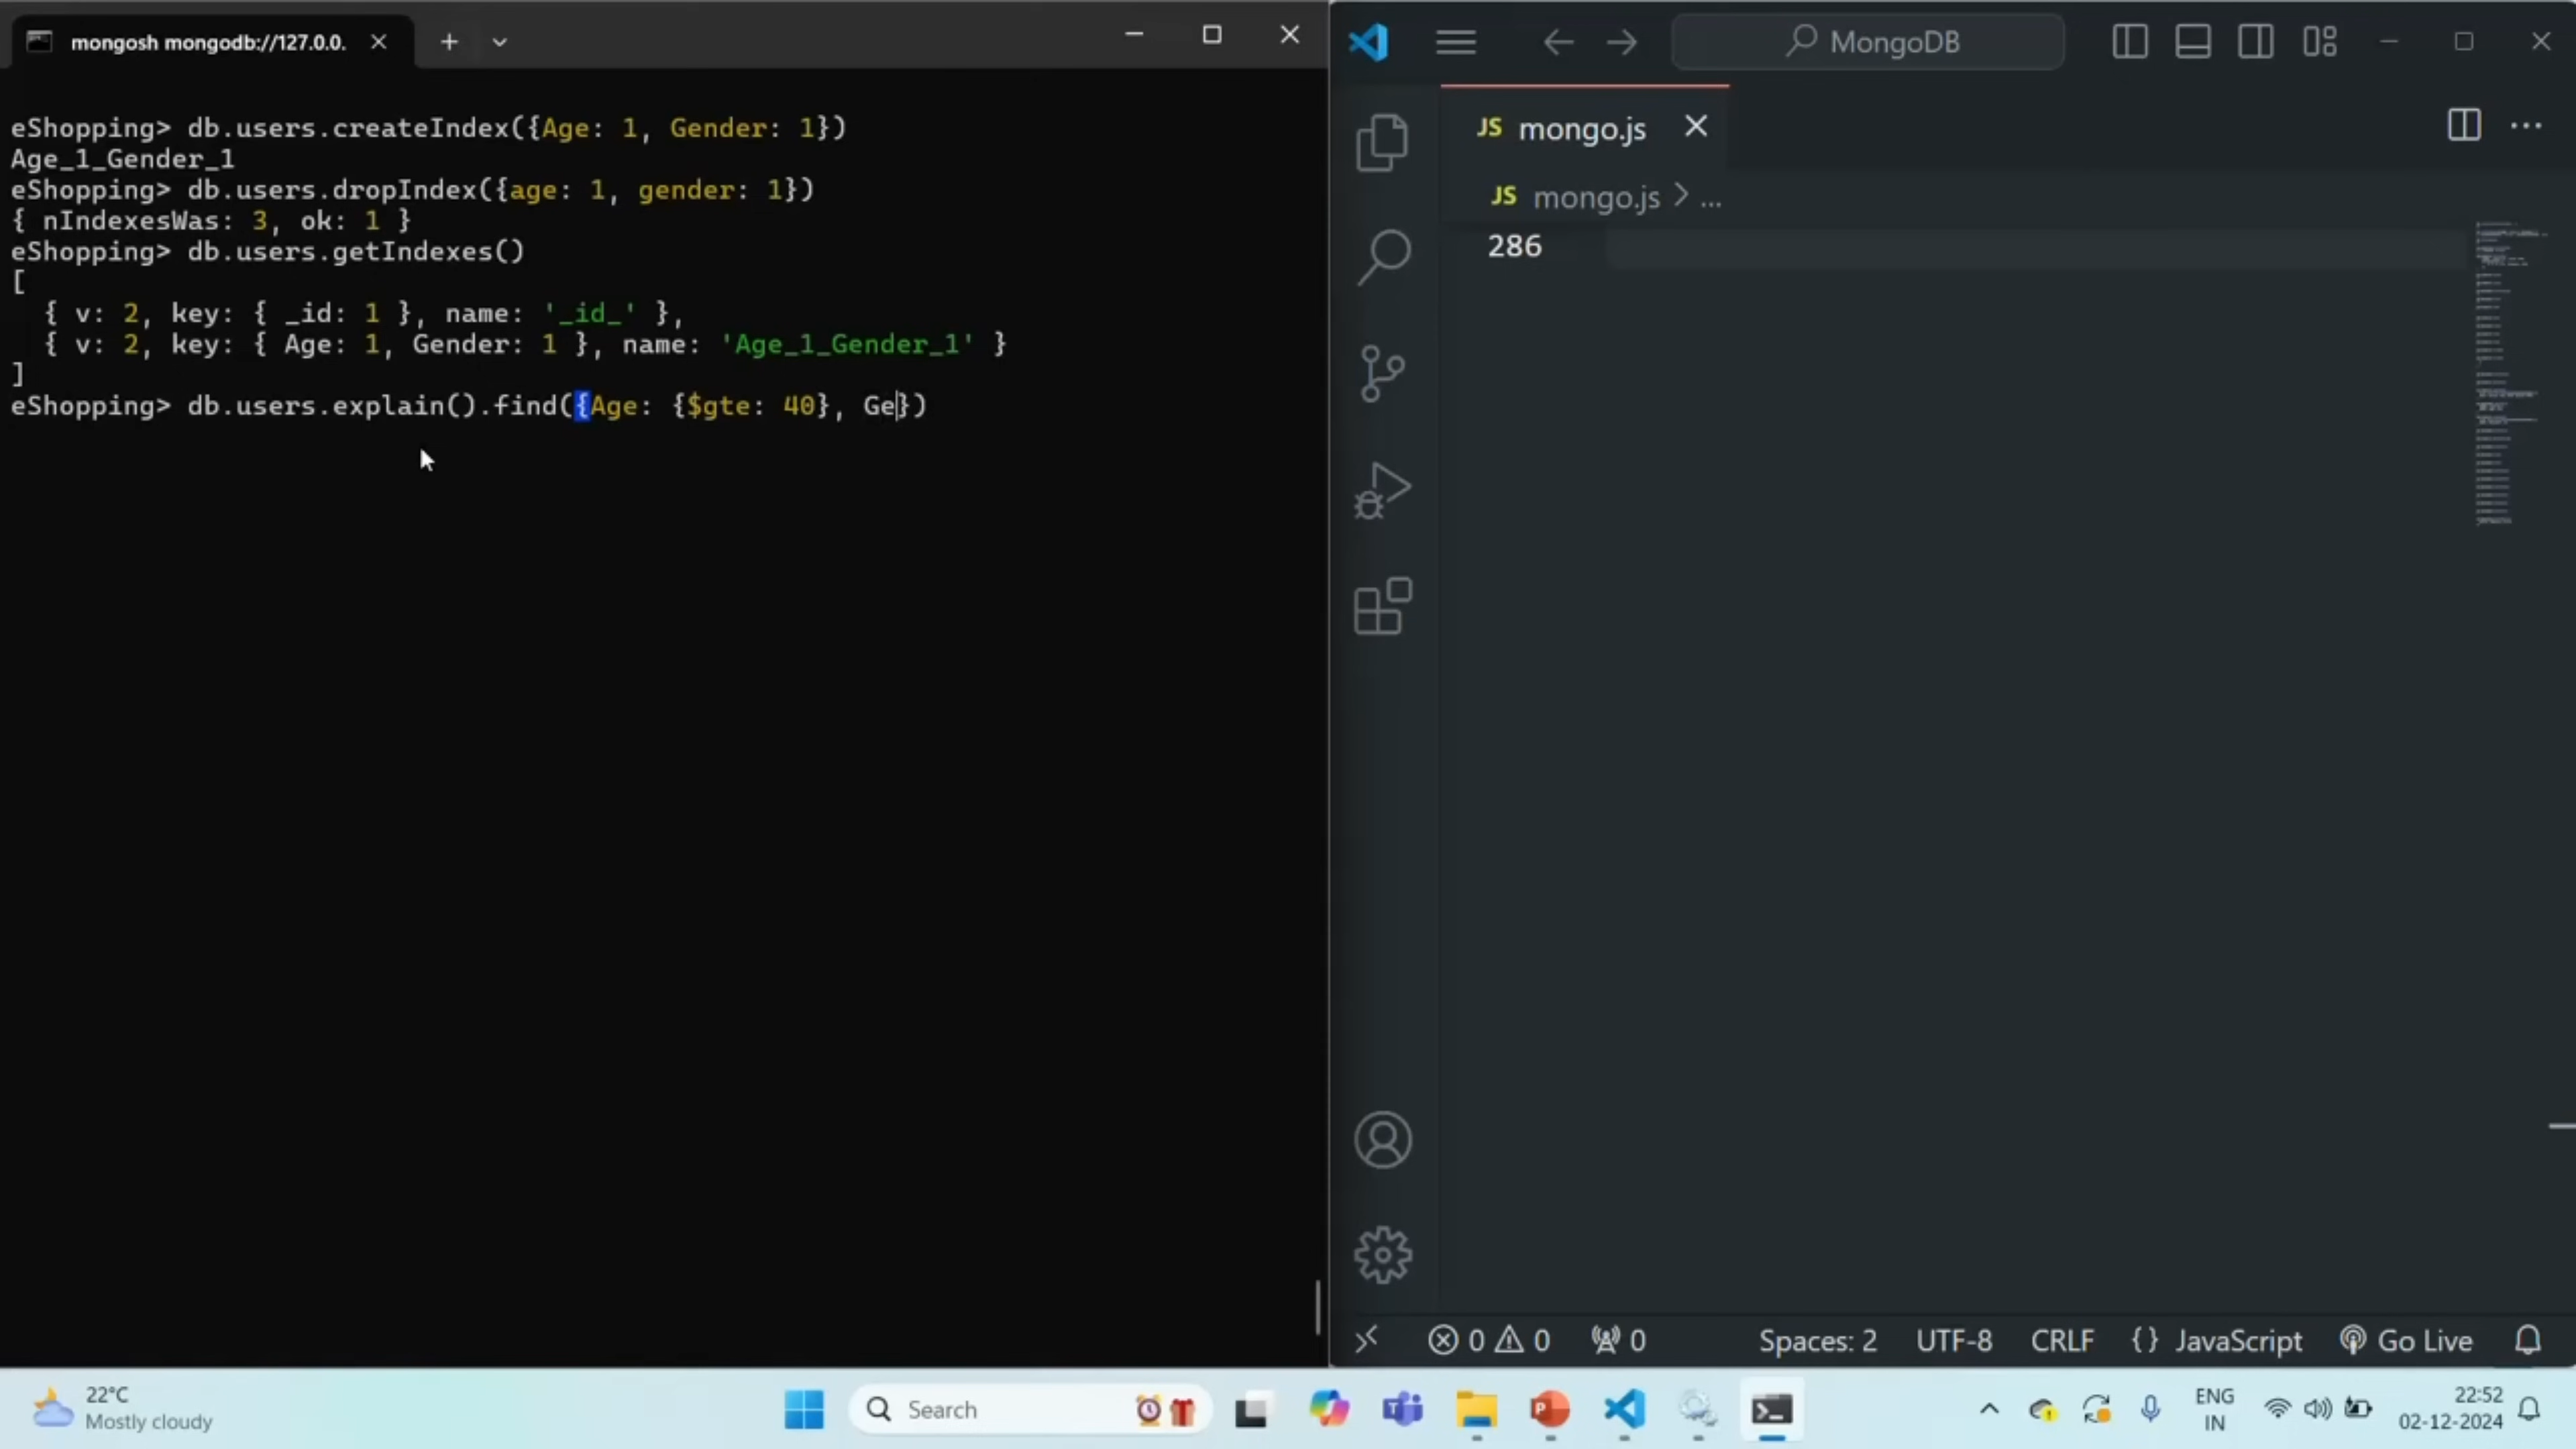 mongosh mongodb://127.0.0.
eShopping> db.users.createIndex({Age: 1, Gender: 1})
Age_1_Gender_1
eShopping> db.users.dropIndex({age: 1, gender: 1})
{ nIndexesWas: 3, ok: 1 }
eShopping> db.users.getIndexes()
[
  { v: 2, key: { _id: 1 }, name: '_id_' },
  { v: 2, key: { Age: 1, Gender: 1 }, name: 'Age_1_Gender_1' }
]
eShopping> db.users.explain().find({Age: {$gte: 40}, Ge})
MongoDB
JS mongo.js
JS mongo.js > ...
286
0 0 0 Spaces: 2 UTF-8 CRLF {} JavaScript Go Live
22°C
Mostly cloudy
Search
ENG
IN
22:52
02-12-2024